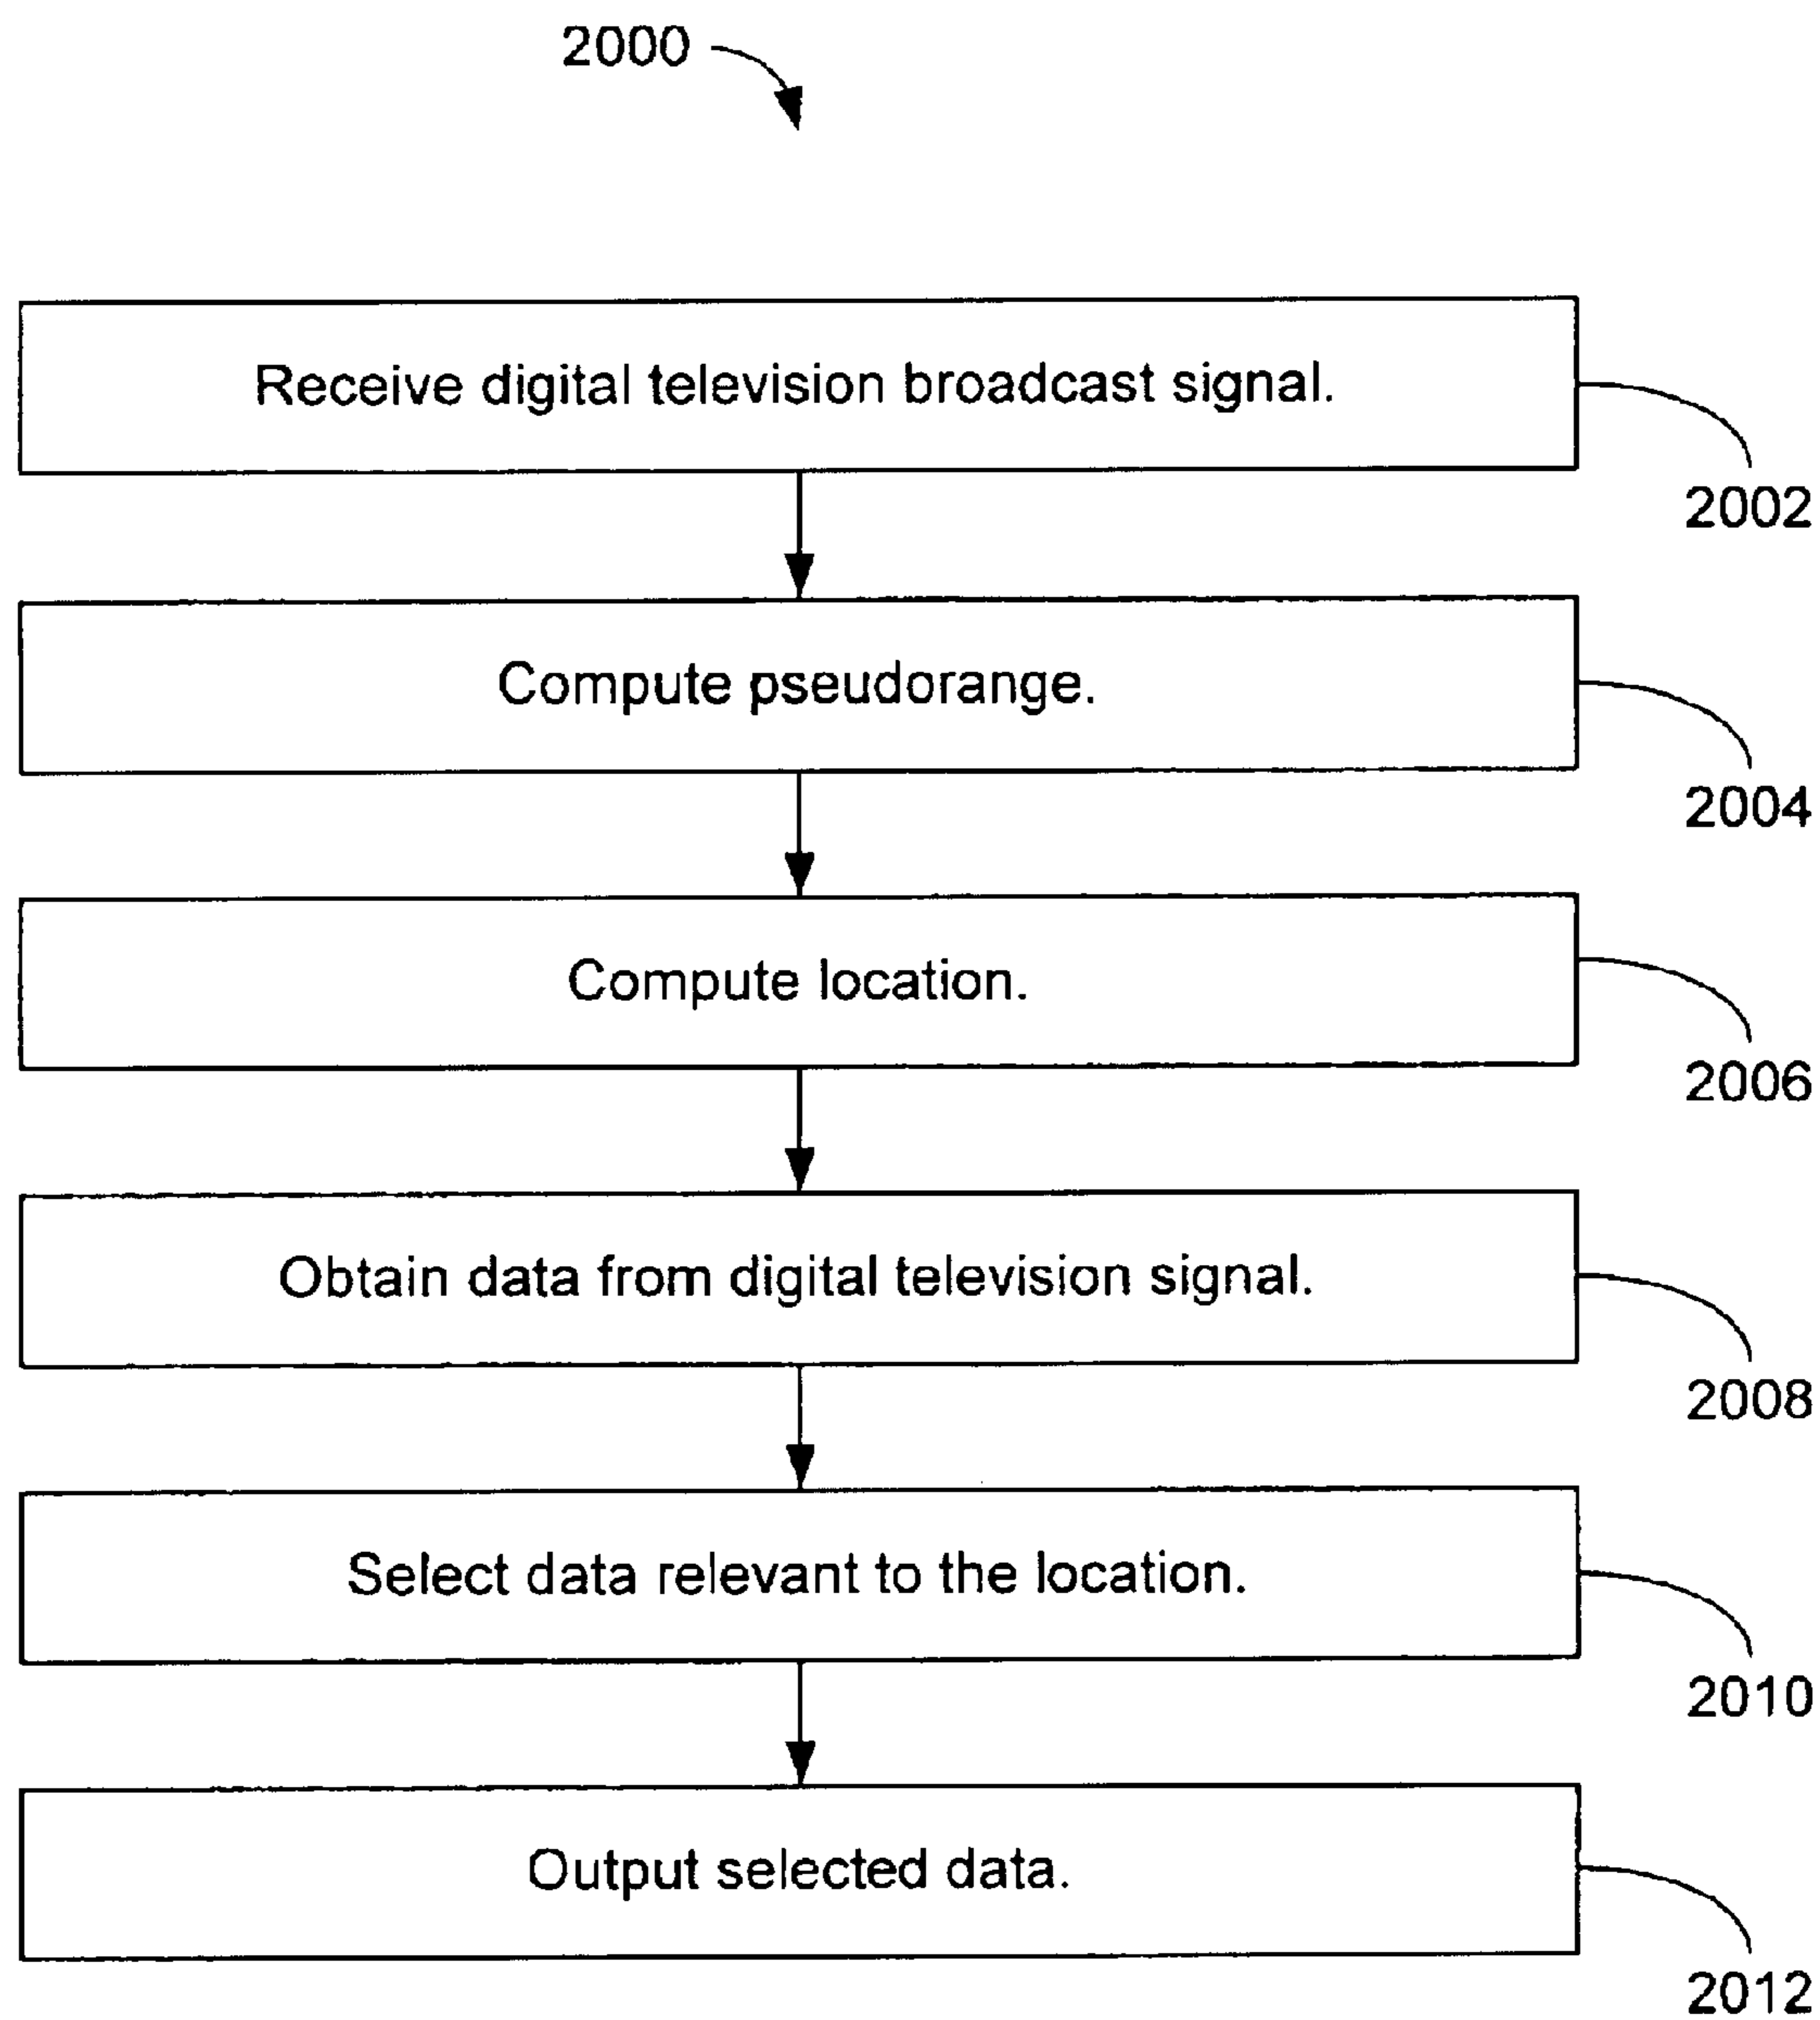 2000
Receive digital television broadcast signal.
2002
Compute pseudorange.
2004
Compute location.
2006
Obtain data from digital television signal.
2008
Select data relevant to the location.
2010
Output selected data.
2012